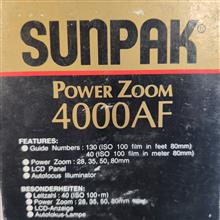 SUNPAK
POWER ZOOM
4000AF
FEATURES:
● Guide Numbers : 130 (ISO 100 film in feet 80mm)
40 (ISO 100 film in meter 80mm)
● Power Zoom : 28, 35, 50, 80mm
● LCD Panel
● Autofocus Illuminator
BESONDERHEITEN:
● Leitzahl : 40 (ISO 100·m)
● Power Zoom : 28, 35, 50, 80mm
● LCD-Anzeige
● Autofokus-Lampe